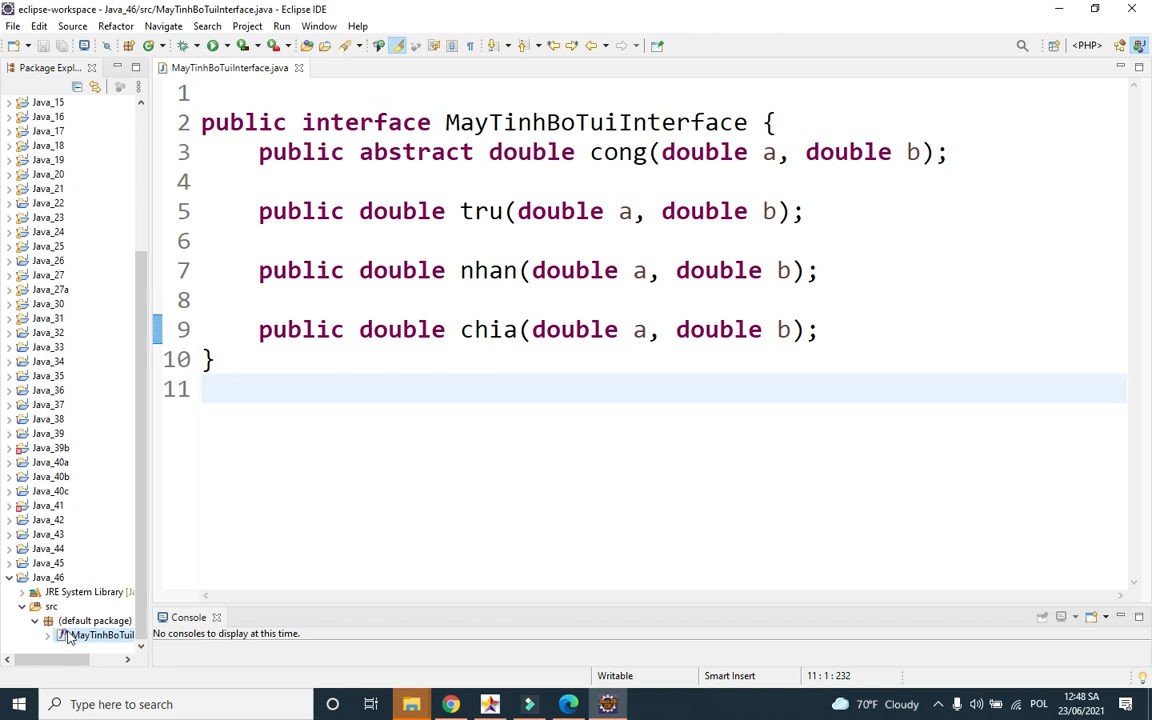 eclipse-workspace - Java_46/src/MayTinhBoTuiInterface.java - Eclipse IDE
File Edit Source Refactor Navigate Search Project Run Window Help
<PHP>
Package Expl...
MayTinhBoTuiInterface.java
Java_15
Java_16
Java_17
Java_18
Java_19
Java_20
Java_21
Java_22
Java_23
Java_24
Java_25
Java_26
Java_27
Java_27a
Java_30
Java_31
Java_32
Java_33
Java_34
Java_35
Java_36
Java_37
Java_38
Java_39
Java_39b
Java_40a
Java_40b
Java_40c
Java_41
Java_42
Java_43
Java_44
Java_45
Java_46
JRE System Library [Ja
src
(default package)
MayTinhBoTuiI
1
2 public interface MayTinhBoTuiInterface {
3 public abstract double cong(double a, double b);
4
5 public double tru(double a, double b);
6
7 public double nhan(double a, double b);
8
9 public double chia(double a, double b);
10 }
11
Console
No consoles to display at this time.
Writable Smart Insert 11 : 1 : 232
Type here to search
70°F Cloudy
POL
12:48 SA
23/06/2021